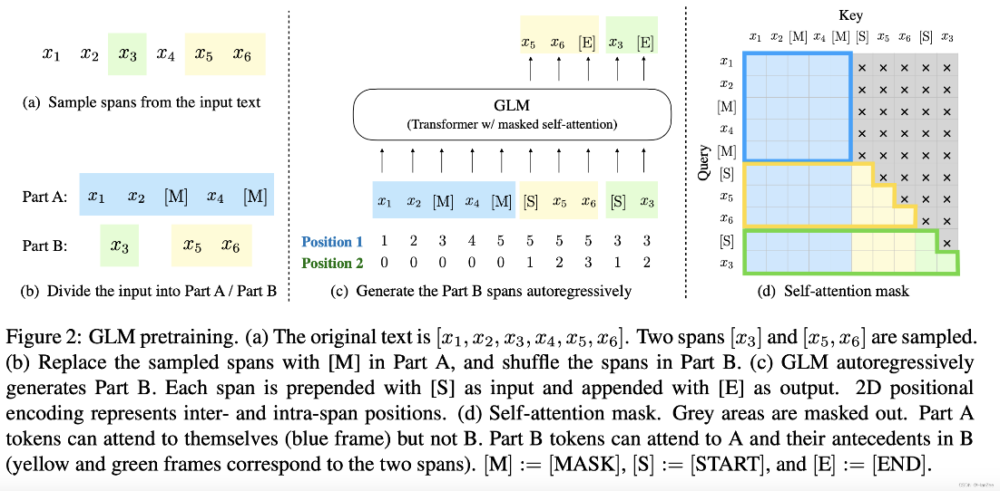 x1 x2 x3 x4 x5 x6
(a) Sample spans from the input text
Part A: x1 x2 [M] x4 [M]
Part B: x3 x5 x6
(b) Divide the input into Part A / Part B
x5 x6 [E] x3 [E]
GLM
(Transformer w/ masked self-attention)
x1 x2 [M] x4 [M] [S] x5 x6 [S] x3
Position 1 1 2 3 4 5 5 5 5 3 3
Position 2 0 0 0 0 0 1 2 3 1 2
(c) Generate the Part B spans autoregressively
Key
x1 x2 [M] x4 [M] [S] x5 x6 [S] x3
Query
x1 × × × × ×
x2 × × × × ×
[M] × × × × ×
x4 × × × × ×
[M] × × × × ×
[S] × × × ×
x5 × × ×
x6 × ×
[S] ×
x3
(d) Self-attention mask
Figure 2: GLM pretraining. (a) The original text is [x1, x2, x3, x4, x5, x6]. Two spans [x3] and [x5, x6] are sampled.
(b) Replace the sampled spans with [M] in Part A, and shuffle the spans in Part B. (c) GLM autoregressively
generates Part B. Each span is prepended with [S] as input and appended with [E] as output. 2D positional
encoding represents inter- and intra-span positions. (d) Self-attention mask. Grey areas are masked out. Part A
tokens can attend to themselves (blue frame) but not B. Part B tokens can attend to A and their antecedents in B
(yellow and green frames correspond to the two spans). [M] := [MASK], [S] := [START], and [E] := [END].